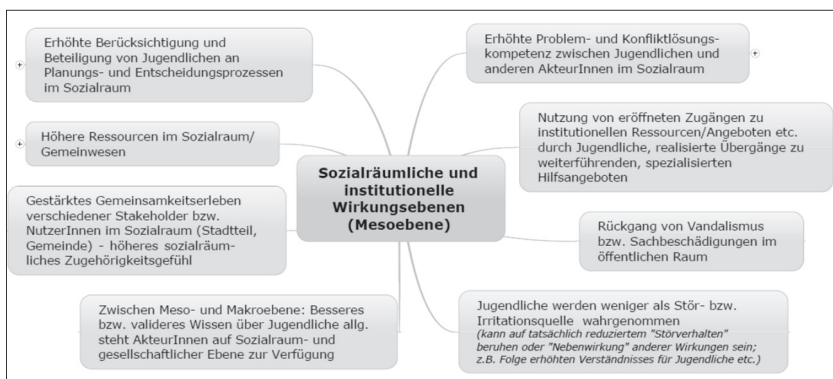 Erhöhte Berücksichtigung und
Beteiligung von Jugendlichen an
Planungs- und Entscheidungsprozessen
im Sozialraum
Höhere Ressourcen im Sozialraum/
Gemeinwesen
Gestärktes Gemeinsamkeitserleben
verschiedener Stakeholder bzw.
NutzerInnen im Sozialraum (Stadtteil,
Gemeinde) - höheres sozialräum-
liches Zugehörigkeitsgefühl
Zwischen Meso- und Makroebene: Besseres
bzw. valideres Wissen über Jugendliche allg.
steht AkteurInnen auf Sozialraum- und
gesellschaftlicher Ebene zur Verfügung
Sozialräumliche und
institutionelle
Wirkungsebenen
(Mesoebene)
Erhöhte Problem- und Konfliktlösungs-
kompetenz zwischen Jugendlichen und
anderen AkteurInnen im Sozialraum
Nutzung von eröffneten Zugängen zu
institutionellen Ressourcen/Angeboten etc.
durch Jugendliche, realisierte Übergänge zu
weiterführenden, spezialisierten
Hilfsangeboten
Rückgang von Vandalismus
bzw. Sachbeschädigungen im
öffentlichen Raum
Jugendliche werden weniger als Stör- bzw.
Irritationsquelle wahrgenommen
(kann auf tatsächlich reduziertem "Störverhalten"
beruhen oder "Nebenwirkung" anderer Wirkungen sein;
z.B. Folge erhöhten Verständnisses für Jugendliche etc.)